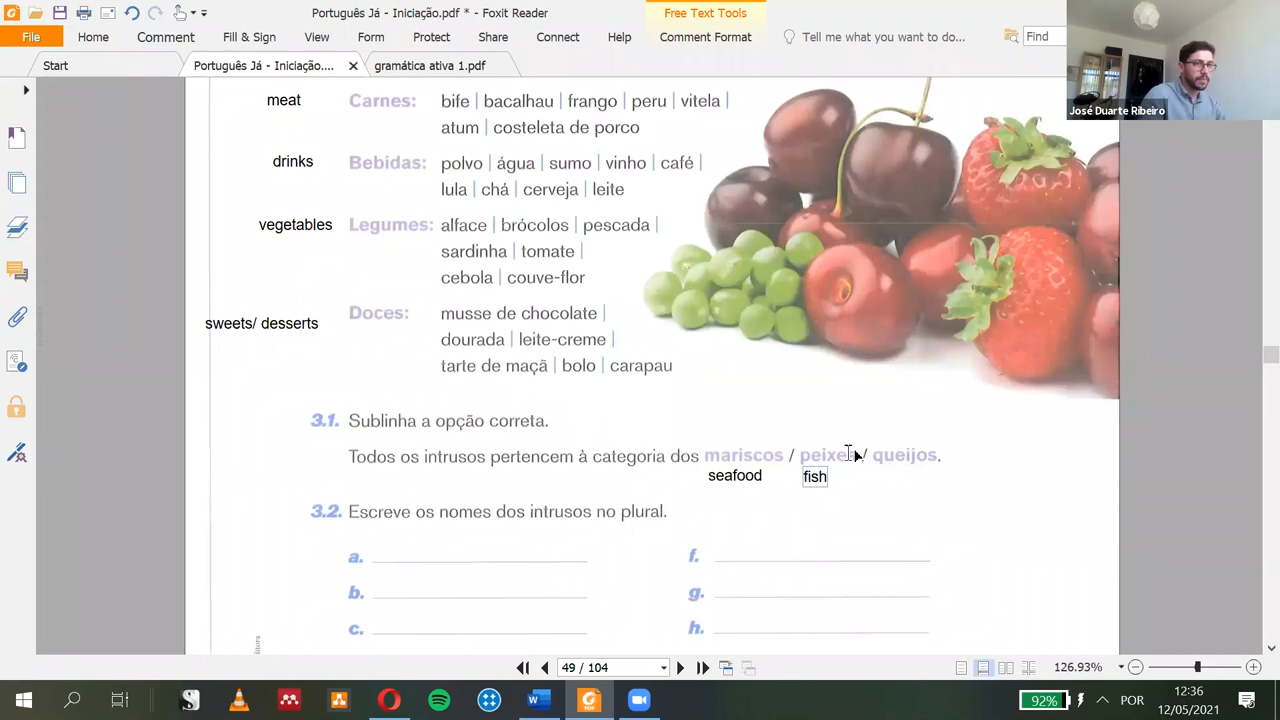 Português Já - Iniciação.pdf * - Foxit Reader
Free Text Tools
File Home Comment Fill & Sign View Form Protect Share Connect Help Comment Format Tell me what you want to do... Find
Start
Português Já - Iniciação....
gramática ativa 1.pdf
José Duarte Ribeiro
meat Carnes: bife | bacalhau | frango | peru | vitela |
atum | costeleta de porco
drinks Bebidas: polvo | água | sumo | vinho | café |
lula | chá | cerveja | leite
vegetables Legumes: alface | brócolos | pescada |
sardinha | tomate |
cebola | couve-flor
sweets/ desserts Doces: musse de chocolate |
dourada | leite-creme |
tarte de maçã | bolo | carapau
3.1. Sublinha a opção correta.
Todos os intrusos pertencem à categoria dos mariscos / peixes / queijos.
seafood fish
3.2. Escreve os nomes dos intrusos no plural.
a. f.
b. g.
c. h.
49 / 104
126.93%
92%
POR
12:36
12/05/2021